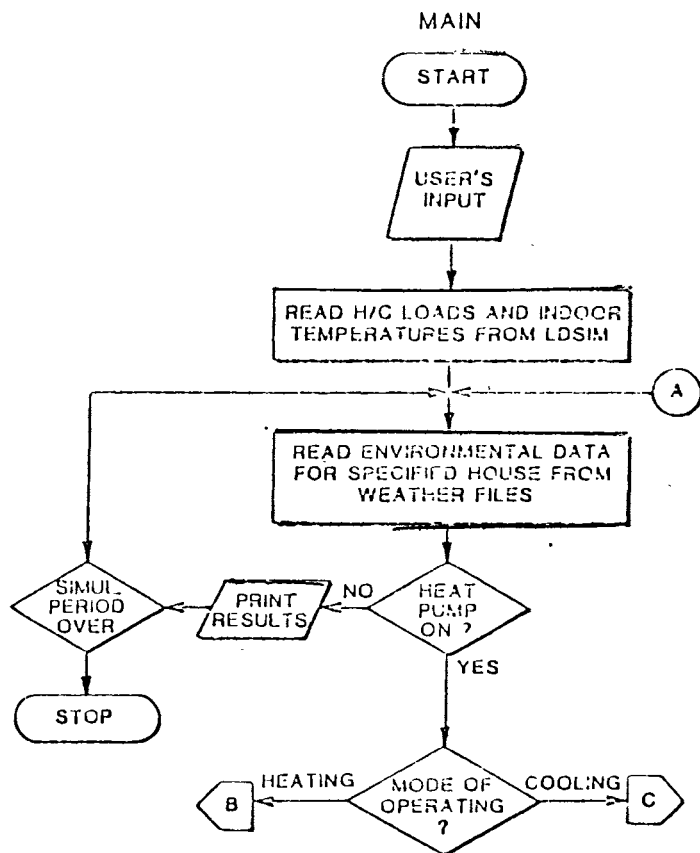 MAIN
START
USER'S
INPUT
READ H/C LOADS AND INDOOR
TEMPERATURES FROM LDSIM
A
READ ENVIRONMENTAL DATA
FOR SPECIFIED HOUSE FROM
WEATHER FILES
SIMUL.
PERIOD
OVER
PRINT
RESULTS
NO
HEAT
PUMP
ON ?
YES
STOP
B
HEATING
MODE OF
OPERATING
?
COOLING
C